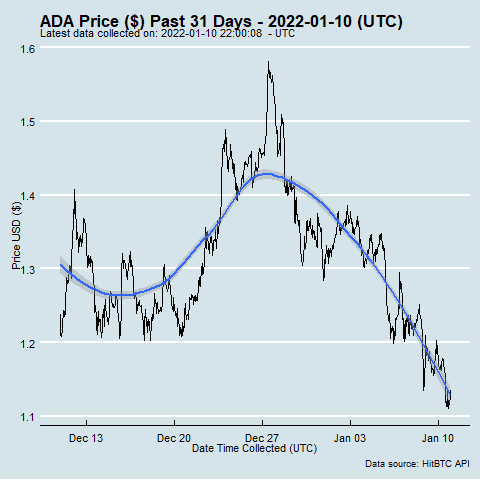 ADA Price ($) Past 31 Days - 2022-01-10 (UTC)
Latest data collected on: 2022-01-10 22:00:08 - UTC
1.6
1.5
1.4
1.3
1.2
1.1
Price USD ($)
Dec 13
Dec 20
Dec 27
Jan 03
Jan 10
Date Time Collected (UTC)
Data source: HitBTC API